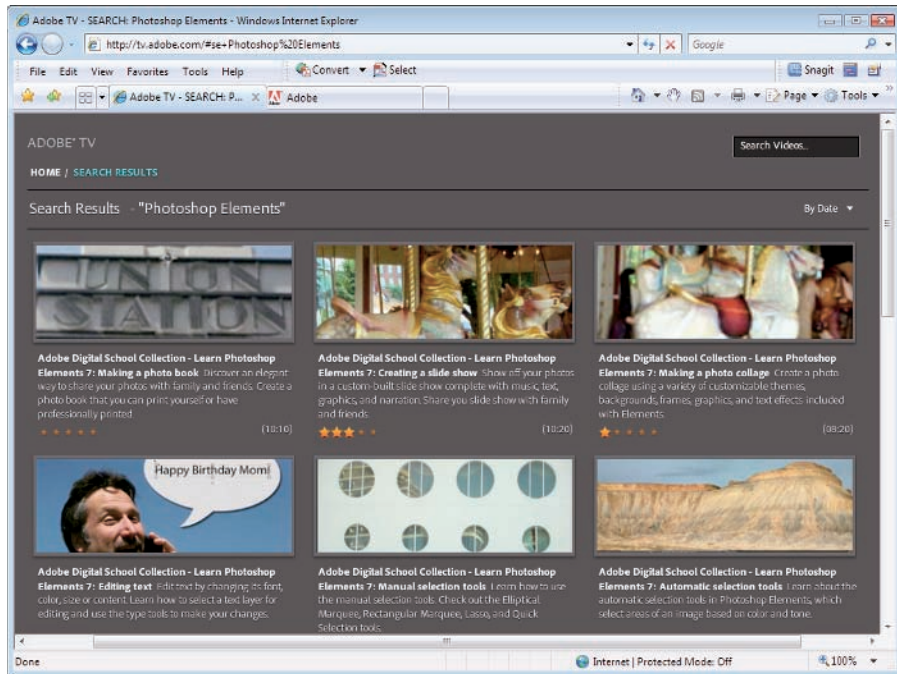 Adobe TV - SEARCH: Photoshop Elements - Windows Internet Explorer
http://tv.adobe.com/#se+Photoshop%20Elements
Google
File Edit View Favorites Tools Help
Convert
Select
Snagit
Adobe TV - SEARCH: P...
Adobe
Page
Tools
ADOBE® TV
Search Videos..
HOME / SEARCH RESULTS
Search Results - "Photoshop Elements"
By Date
UNION
STATION
Adobe Digital School Collection - Learn Photoshop
Elements 7: Making a photo book Discover an elegant
way to share your photos with family and friends. Create a
photo book that you can print yourself or have
professionally printed.
(10:10)
Adobe Digital School Collection - Learn Photoshop
Elements 7: Creating a slide show Show off your photos
in a custom-built slide show complete with music, text,
graphics, and narration. Share you slide show with family
and friends.
(10:20)
Adobe Digital School Collection - Learn Photoshop
Elements 7: Making a photo collage Create a photo
collage using a variety of customizable themes,
backgrounds, frames, graphics, and text effects included
with Elements.
(08:20)
Happy Birthday Mom!
Adobe Digital School Collection - Learn Photoshop
Elements 7: Editing text Edit text by changing its font,
color, size or content. Learn how to select a text layer for
editing and use the type tools to make your changes.
Adobe Digital School Collection - Learn Photoshop
Elements 7: Manual selection tools Learn how to use
the manual selection tools. Check out the Elliptical
Marquee, Rectangular Marquee, Lasso, and Quick
Selection tools.
Adobe Digital School Collection - Learn Photoshop
Elements 7: Automatic selection tools Learn about the
automatic selection tools in Photoshop Elements, which
select areas of an image based on color and tone.
Done
Internet | Protected Mode: Off
100%